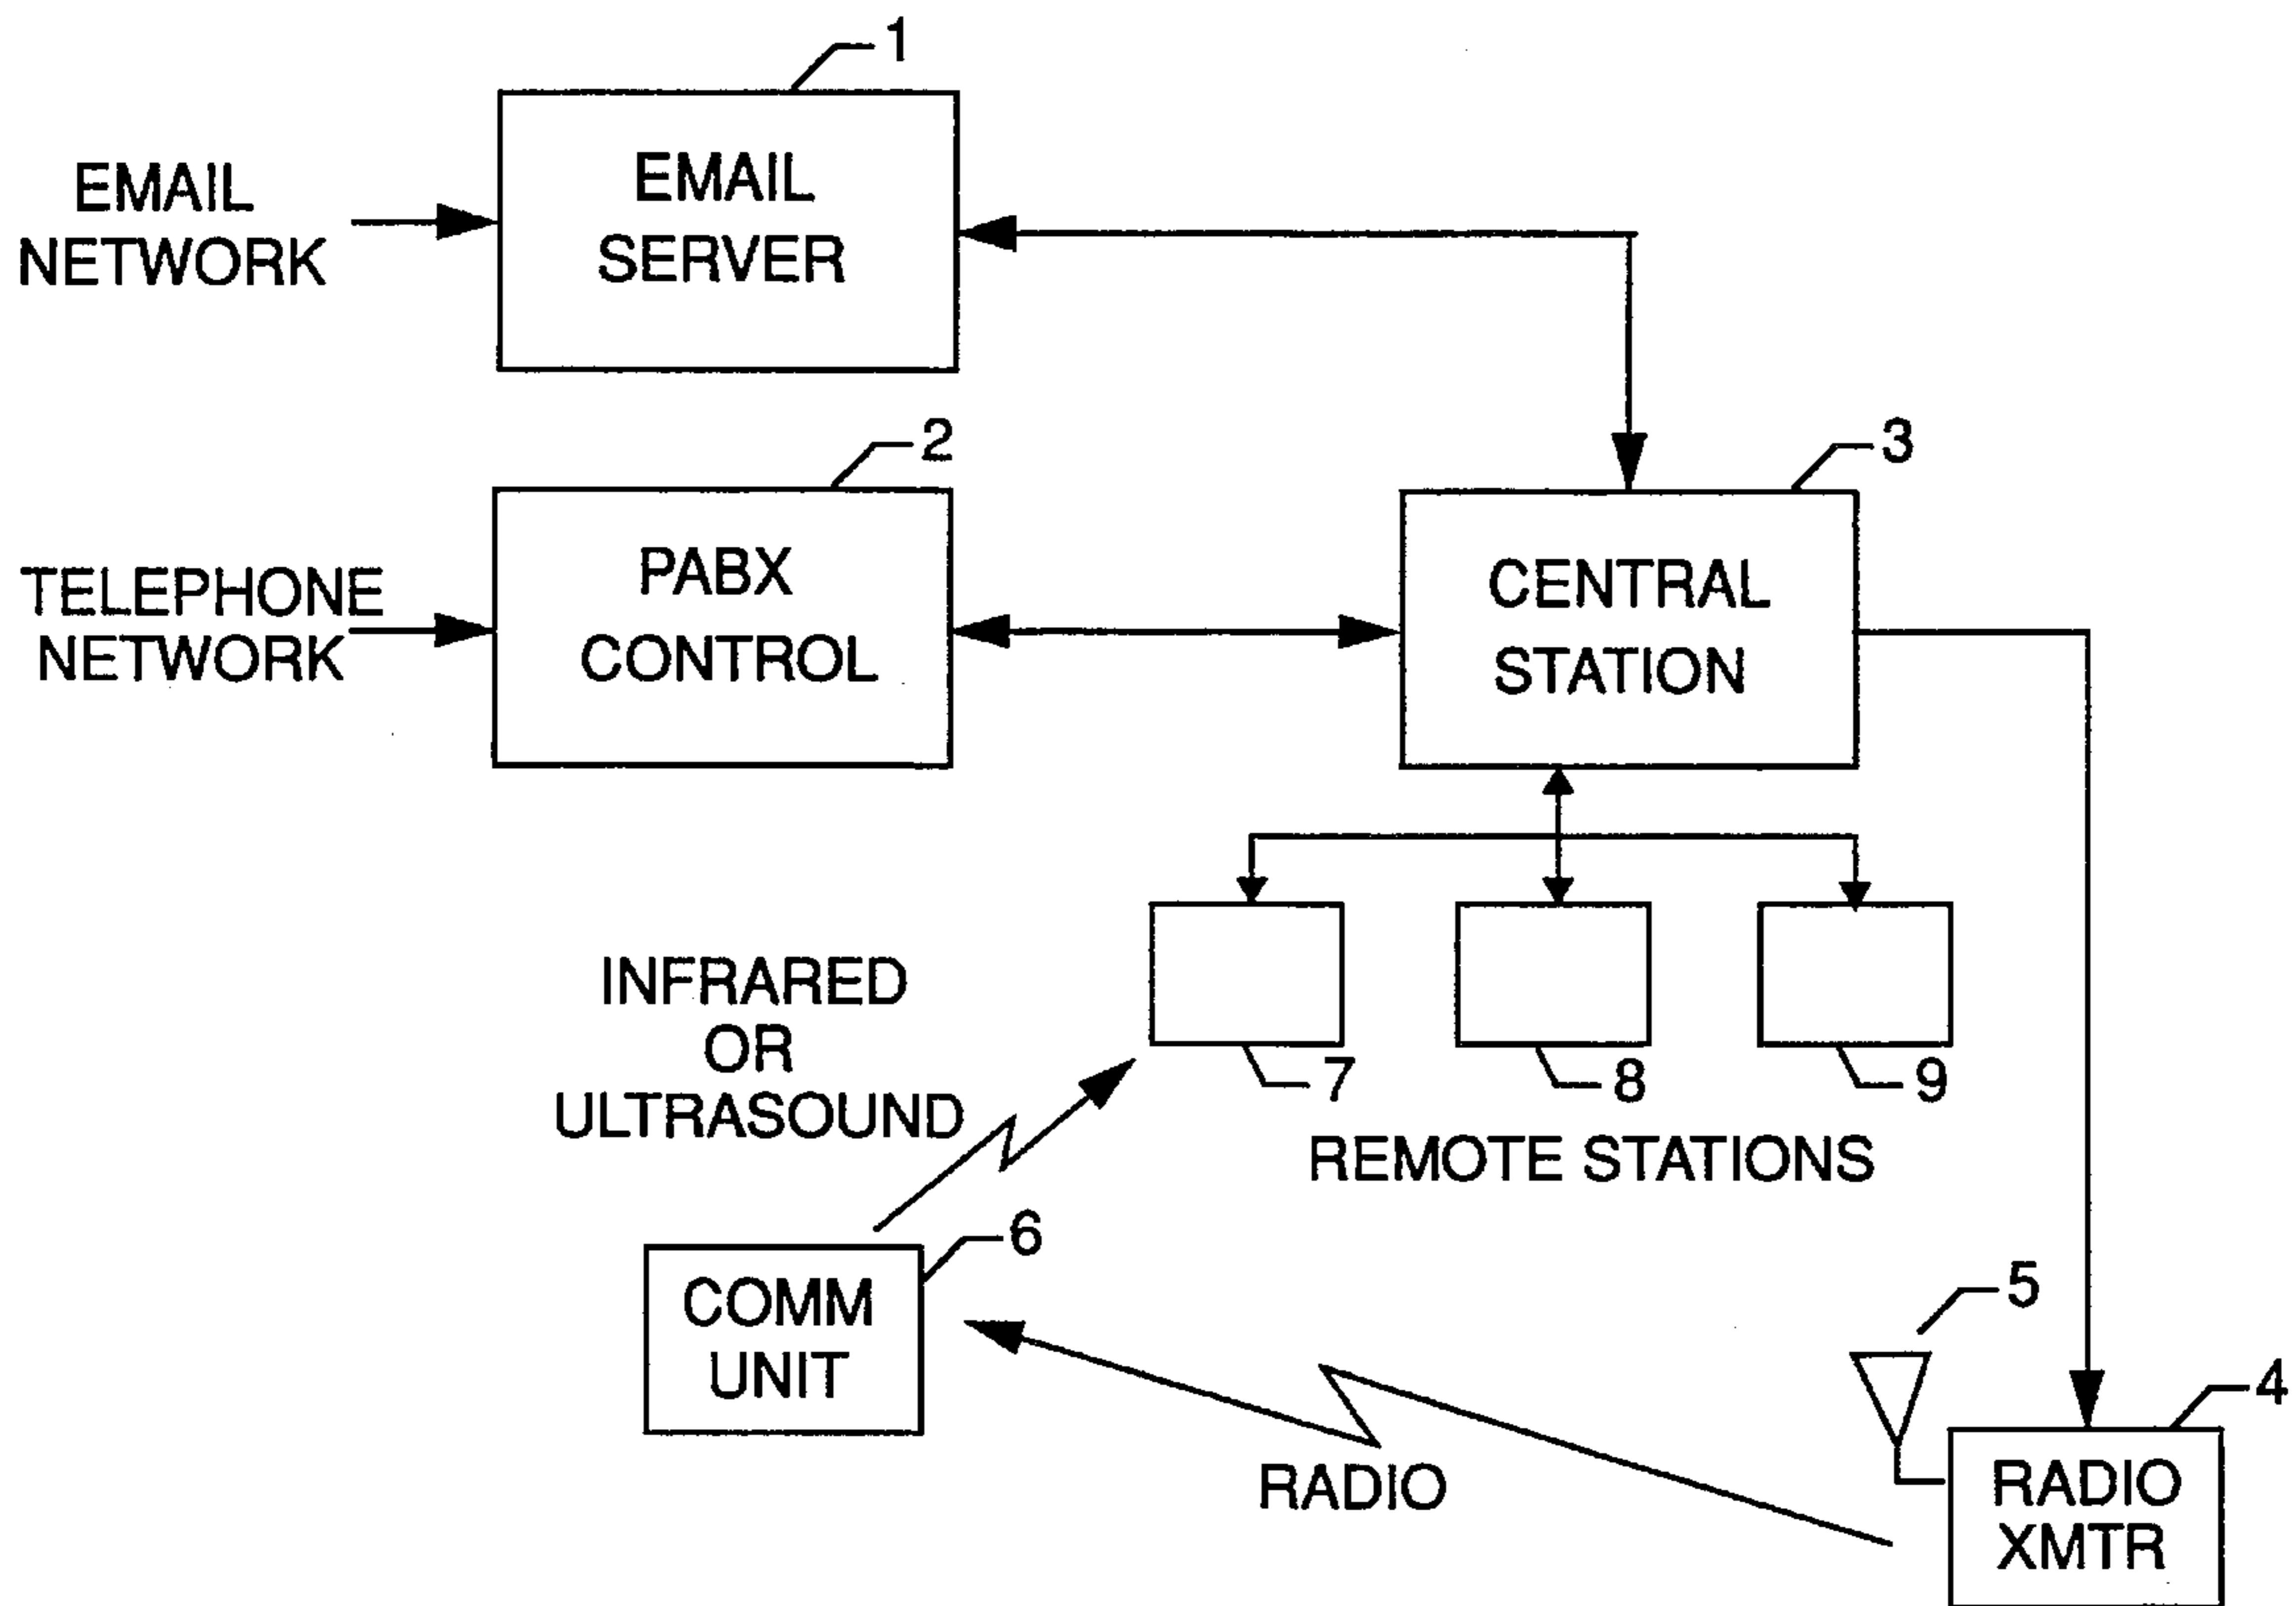 1
EMAIL
NETWORK
EMAIL
SERVER
2
3
TELEPHONE
NETWORK
PABX
CONTROL
CENTRAL
STATION
INFRARED
OR
ULTRASOUND
7
8
9
REMOTE STATIONS
6
COMM
UNIT
5
4
RADIO
RADIO
XMTR